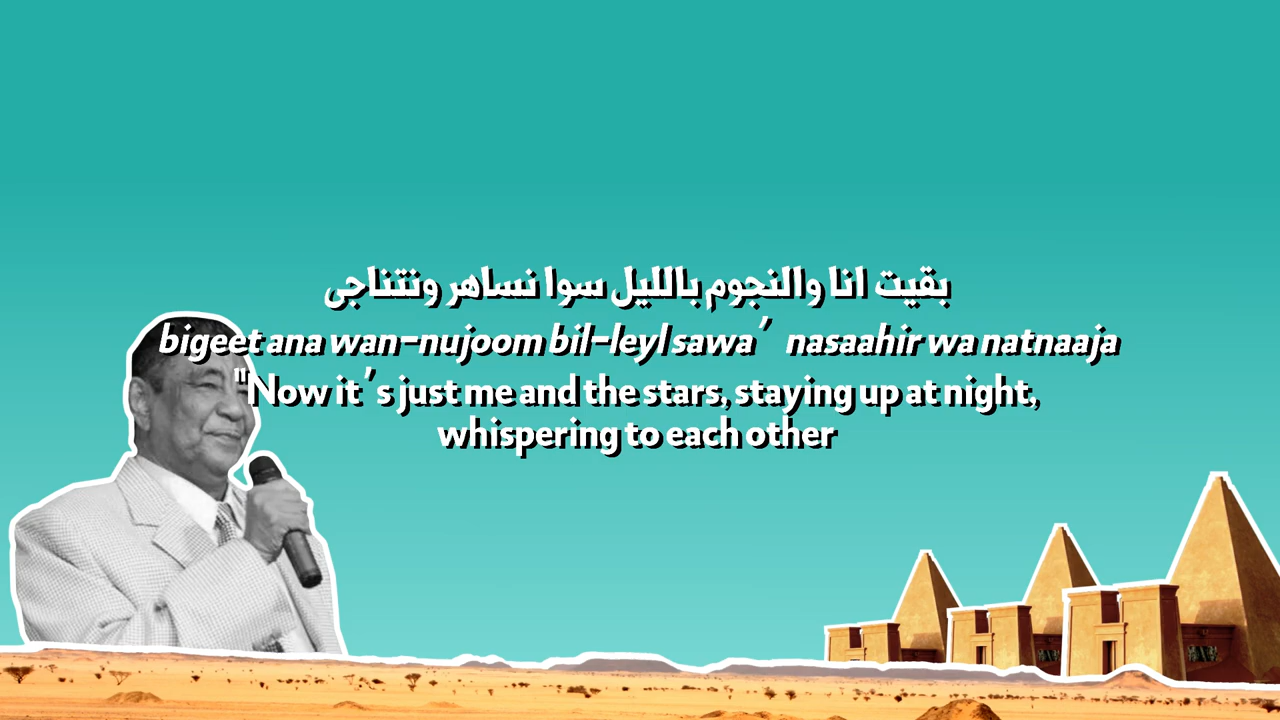 بقيت انا والنجوم بالليل سوا نساهر ونتناجى
bigeet ana wan-nujoom bil-leyl sawa' nasaahir wa natnaaja
"Now it's just me and the stars, staying up at night,
whispering to each other